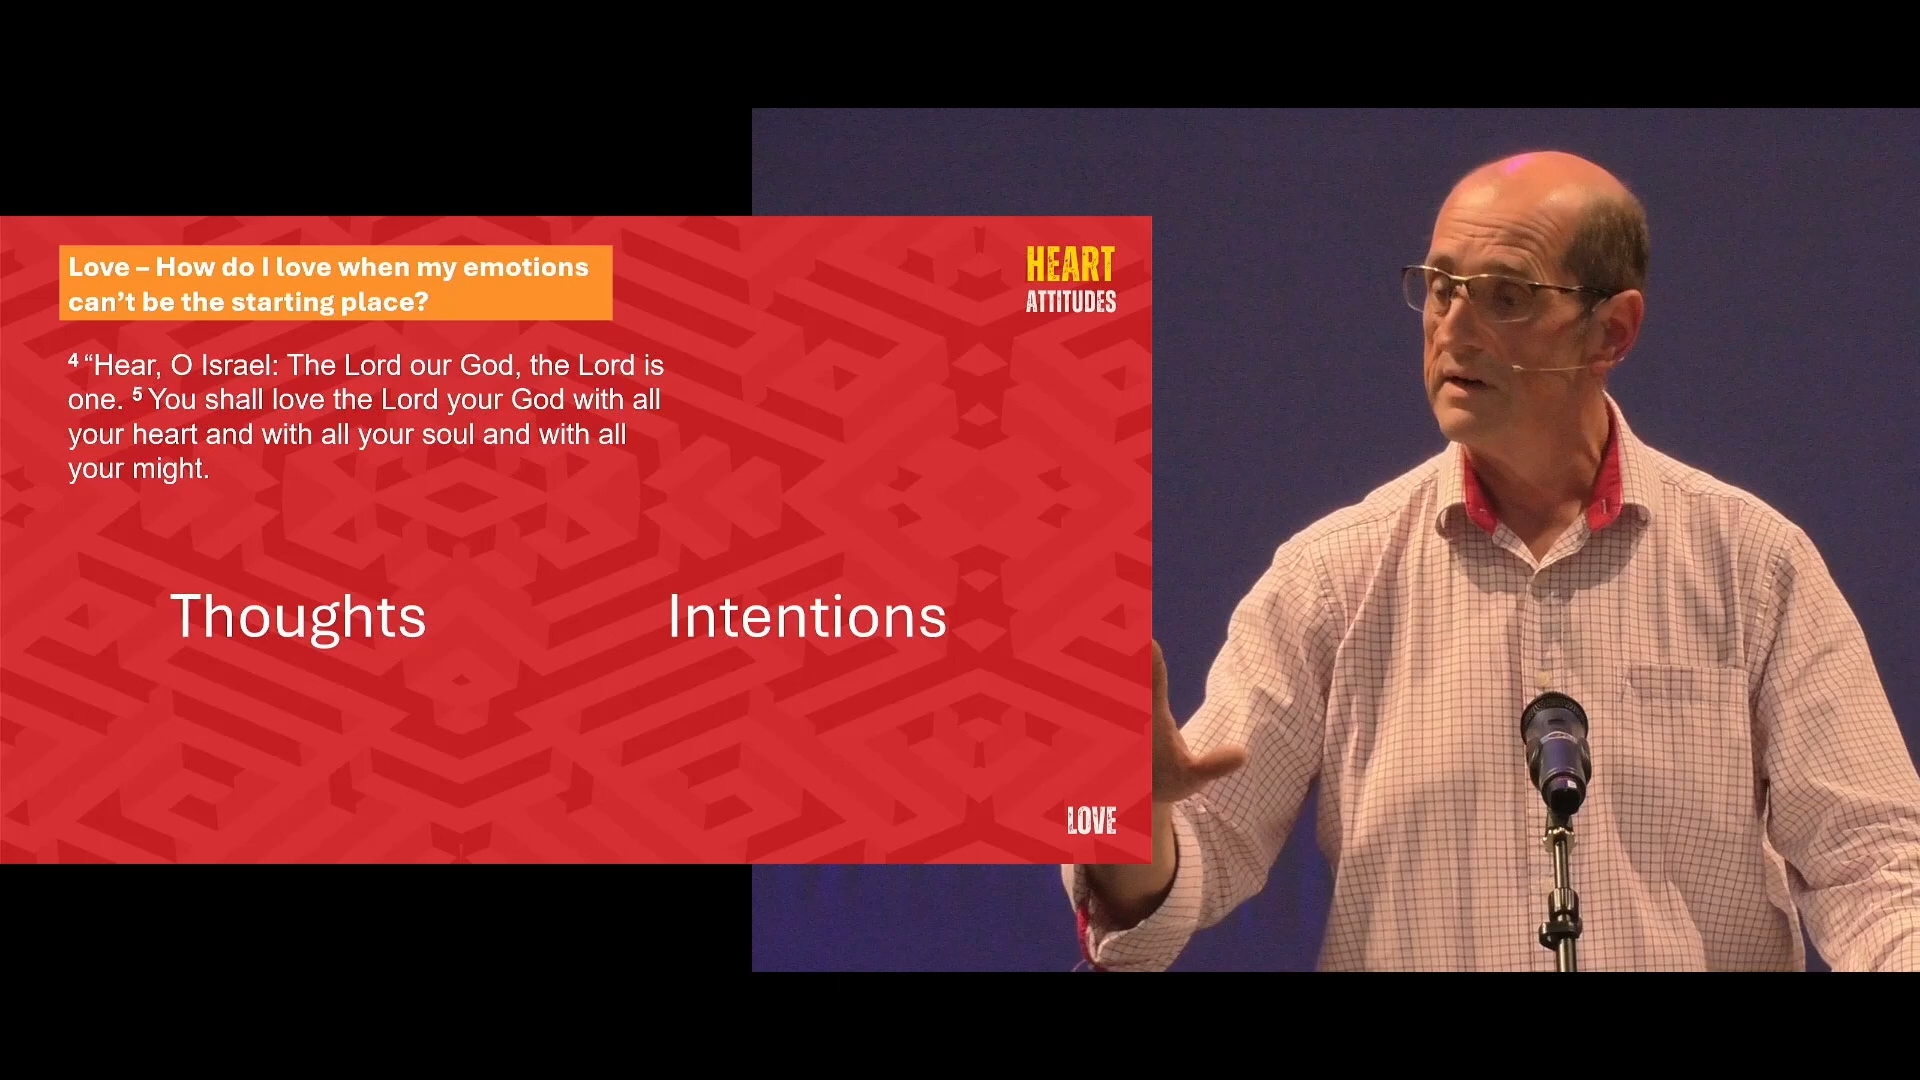 Love – How do I love when my emotions
can’t be the starting place?
HEART
ATTITUDES
4 “Hear, O Israel: The Lord our God, the Lord is
one. 5 You shall love the Lord your God with all
your heart and with all your soul and with all
your might.
Thoughts Intentions
LOVE